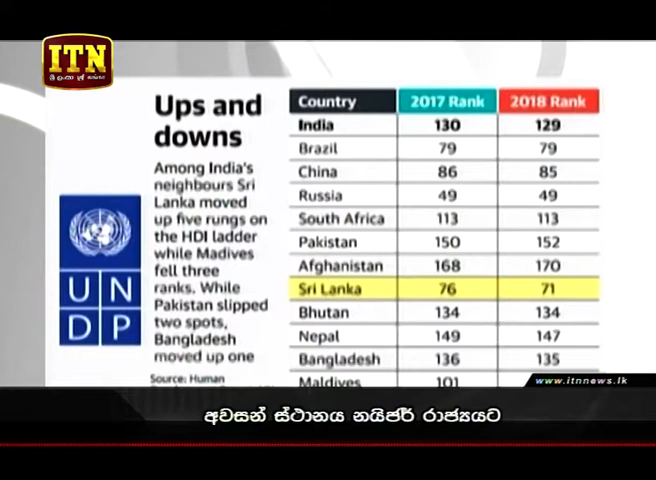 ITN
ශ්‍රී ලංකා ප්‍රථම සේවය
Ups and
downs
Among India's
neighbours Sri
Lanka moved
up five rungs on
the HDI ladder
while Madives
fell three
ranks. While
Pakistan slipped
two spots,
Bangladesh
moved up one
Source: Human
U N
D P
Country 2017 Rank 2018 Rank
India 130 129
Brazil 79 79
China 86 85
Russia 49 49
South Africa 113 113
Pakistan 150 152
Afghanistan 168 170
Sri Lanka 76 71
Bhutan 134 134
Nepal 149 147
Bangladesh 136 135
Maldives 101
www.itnnews.lk
අවසන් ස්ථානය නයිජර් රාජ්‍යයට